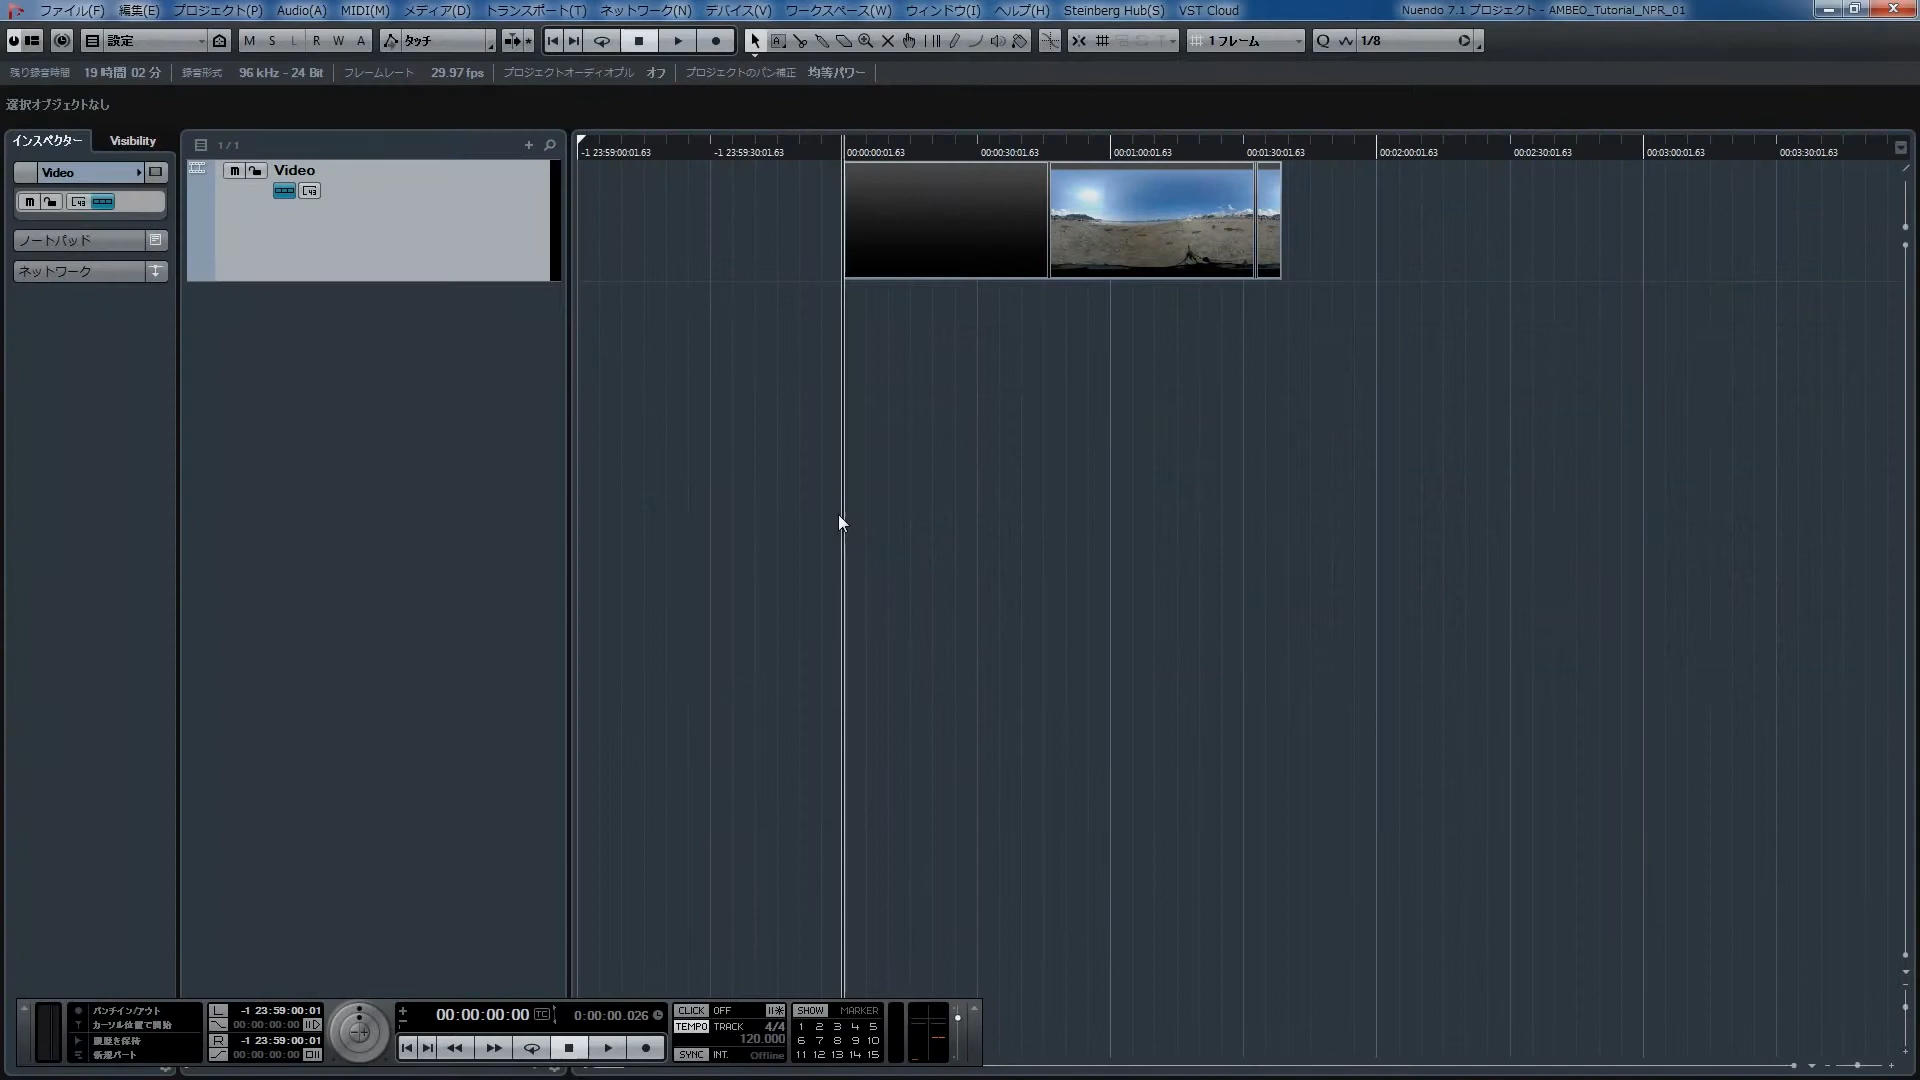 ファイル(F) 編集(E) プロジェクト(P) Audio(A) MIDI(M) メディア(D) トランスポート(T) ネットワーク(N) デバイス(V) ワークスペース(W) ウィンドウ(I) ヘルプ(H) Steinberg Hub(S) VST Cloud Nuendo 7.1 プロジェクト - AMBEO_Tutorial_NPR_01
設定 M S L R W A タッチ 1 フレーム Q 1/8
残り録音時間 19 時間 02 分 録音形式 96 kHz - 24 Bit フレームレート 29.97 fps プロジェクトオーディオプル オフ プロジェクトのパン補正 均等パワー
選択オブジェクトなし
インスペクター Visibility 1 / 1
-1 23:59:00:01.63 -1 23:59:30:01.63 00:00:00:01.63 00:00:30:01.63 00:01:00:01.63 00:01:30:01.63 00:02:00:01.63 00:02:30:01.63 00:03:00:01.63 00:03:30:01.63
Video m Video
m
ノートパッド
ネットワーク
パンチイン/アウト L -1 23:59:00:01 00:00:00:00 TC 0:00:00.026 CLICK OFF SHOW MARKER
カーソル位置で開始 00:00:00:00 TEMPO TRACK 4/4 1 2 3 4 5
履歴を保持 R -1 23:59:00:01 120.000 6 7 8 9 10
新規パート 00:00:00:00 SYNC INT. Offline 11 12 13 14 15